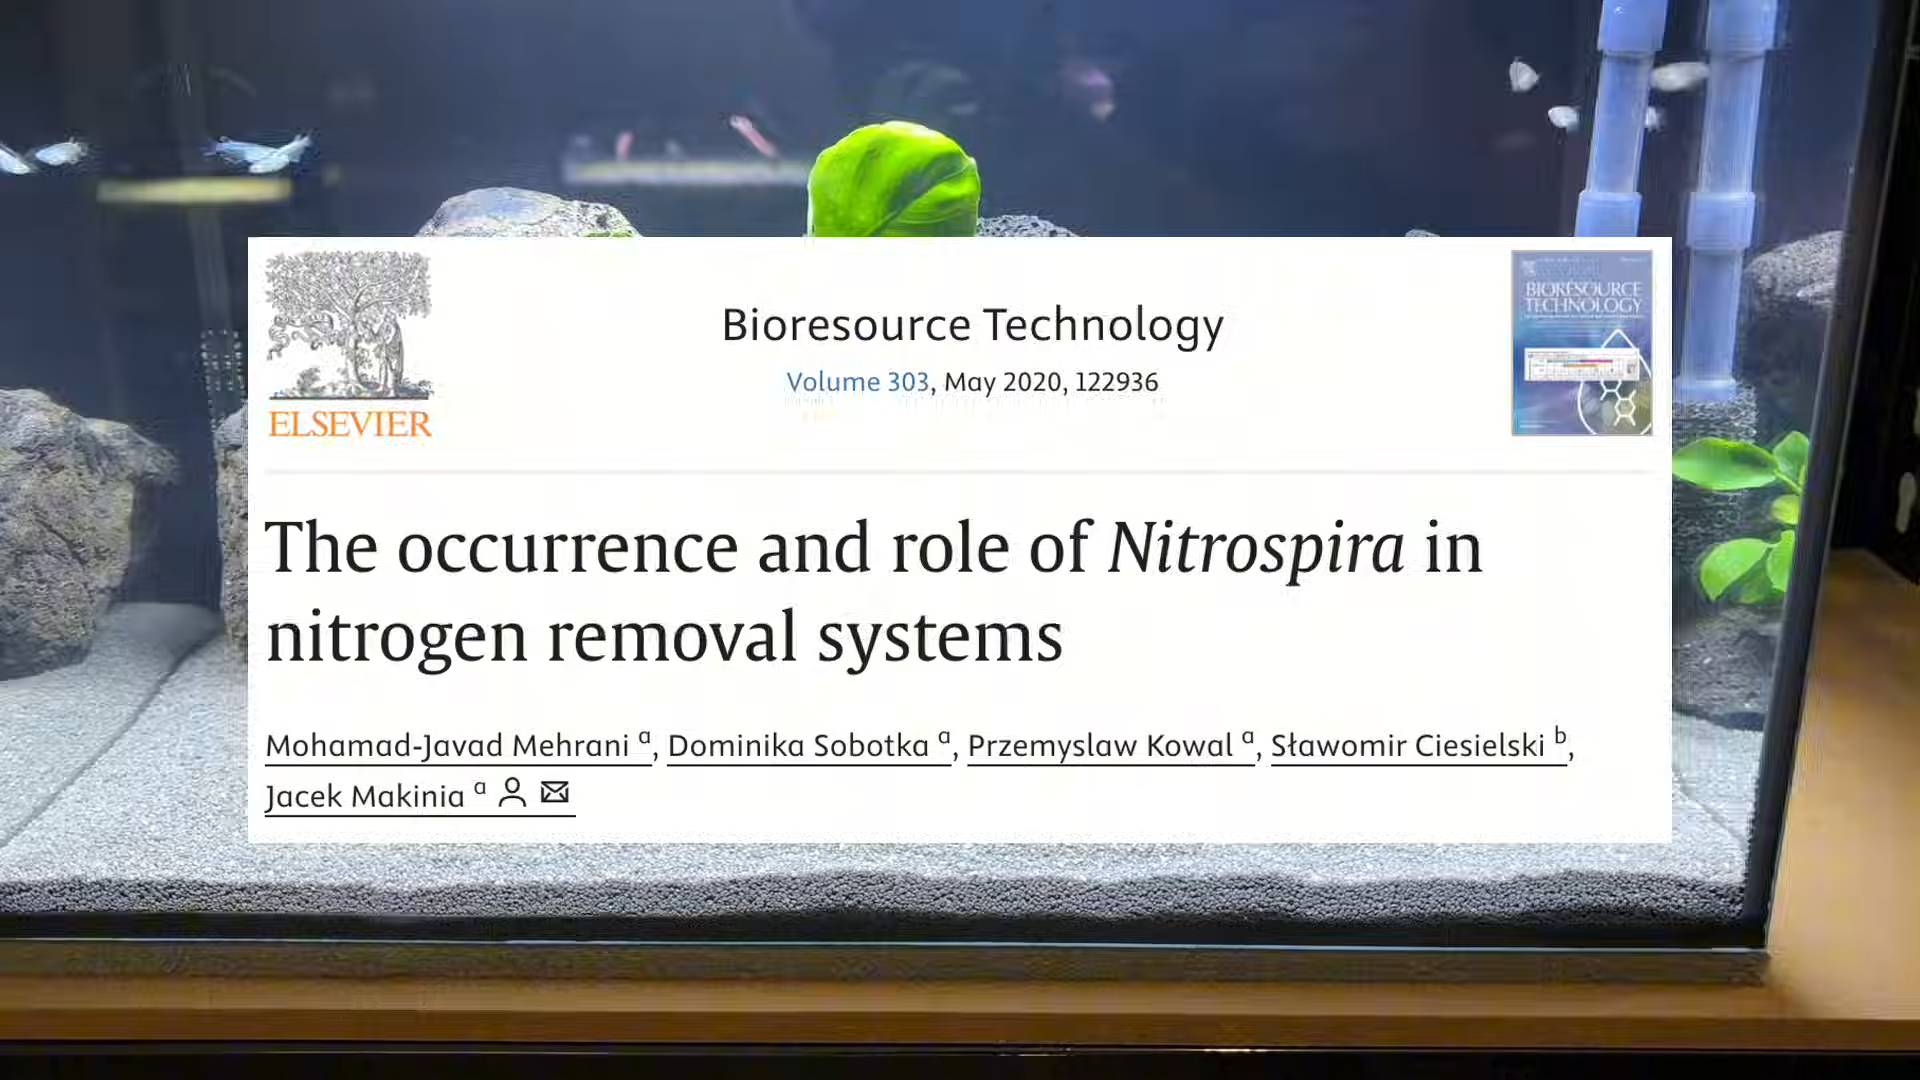 Bioresource Technology
Volume 303, May 2020, 122936
ELSEVIER
BIORESOURCE
TECHNOLOGY
The occurrence and role of Nitrospira in
nitrogen removal systems
Mohamad-Javad Mehrani a, Dominika Sobotka a, Przemyslaw Kowal a, Sławomir Ciesielski b,
Jacek Makinia a